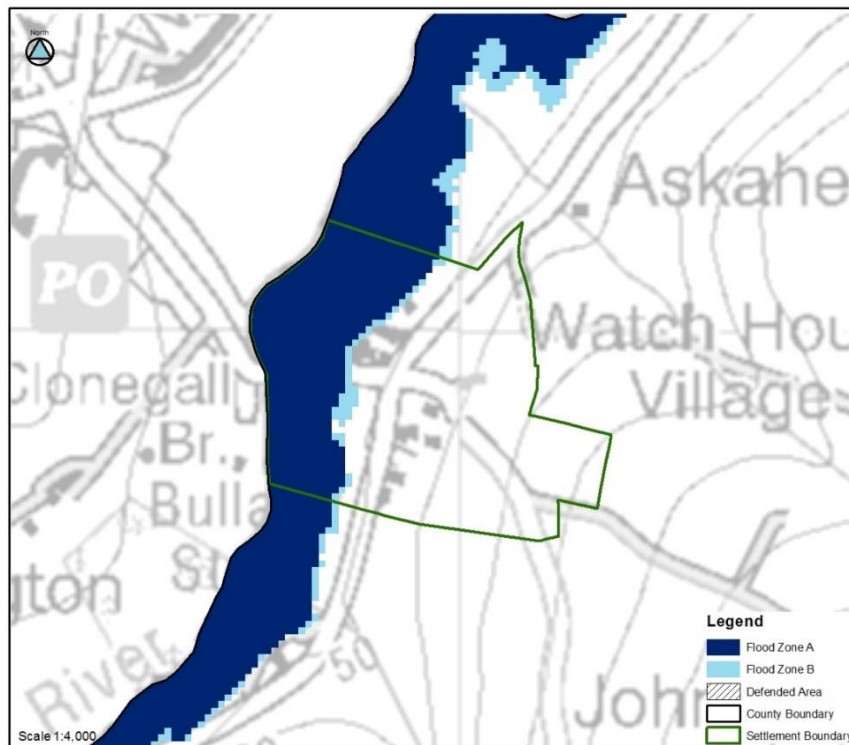 North
Askahe
PO
Watch Hou
Villages
Clonegall
Br.
Bulla
St
gton
River
50
John
Legend
Flood Zone A
Flood Zone B
Defended Area
County Boundary
Settlement Boundary
Scale 1:4,000